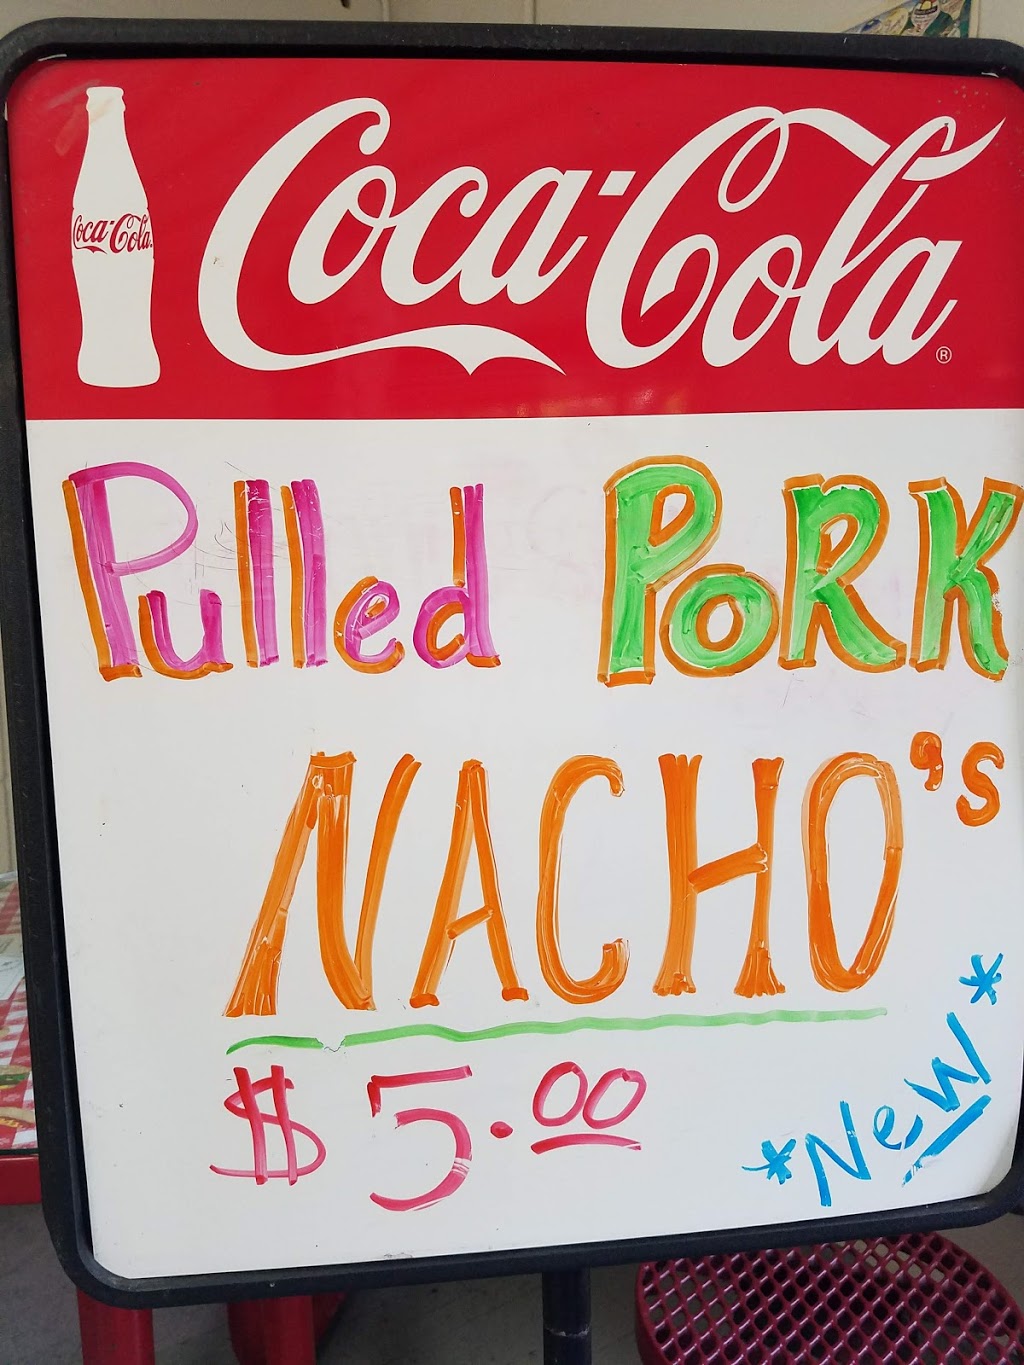 Coca-Cola
Coca-Cola®
Pulled PORK
NACHO's
$5.00
*New*